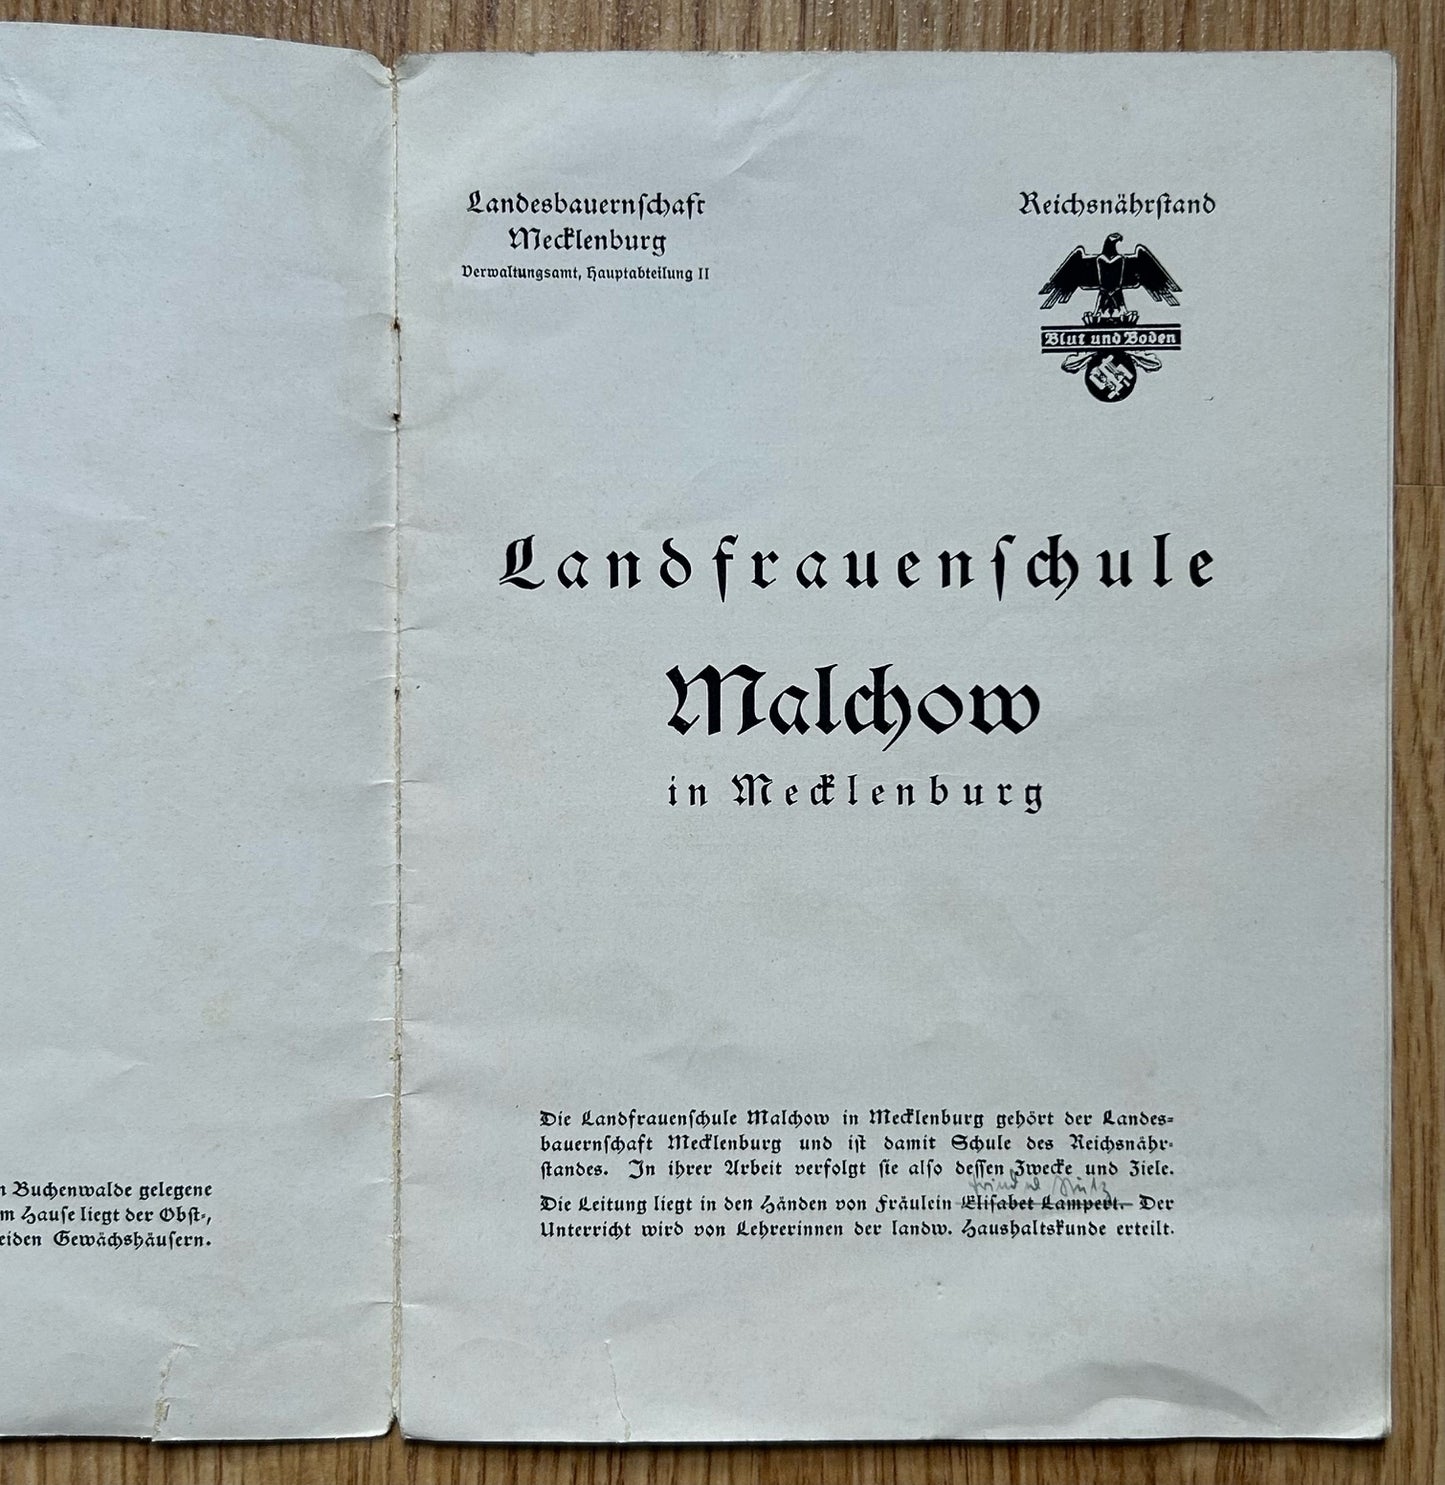 n Buchenwalde gelegene
m Hause liegt der Obst-,
eiden Gewächshäusern.
Landesbauernschaft
Mecklenburg
Verwaltungsamt, Hauptabteilung II
Reichsnährstand
Blut und Boden
Landfrauenschule
Malchow
in Mecklenburg
Die Landfrauenschule Malchow in Mecklenburg gehört der Landes-
bauernschaft Mecklenburg und ist damit Schule des Reichsnähr-
standes. In ihrer Arbeit verfolgt sie also dessen Zwecke und Ziele.
Die Leitung liegt in den Händen von Fräulein Elisabet Lampert. Der
Unterricht wird von Lehrerinnen der landw. Haushaltskunde erteilt.